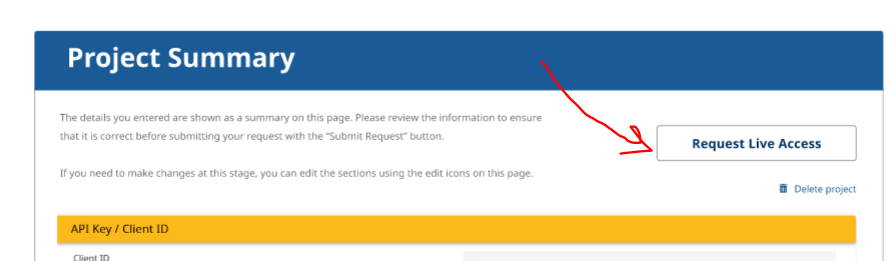 Project Summary
The details you entered are shown as a summary on this page. Please review the information to ensure
that it is correct before submitting your request with the “Submit Request” button.
Request Live Access
If you need to make changes at this stage, you can edit the sections using the edit icons on this page.
Delete project
API Key / Client ID
Client ID